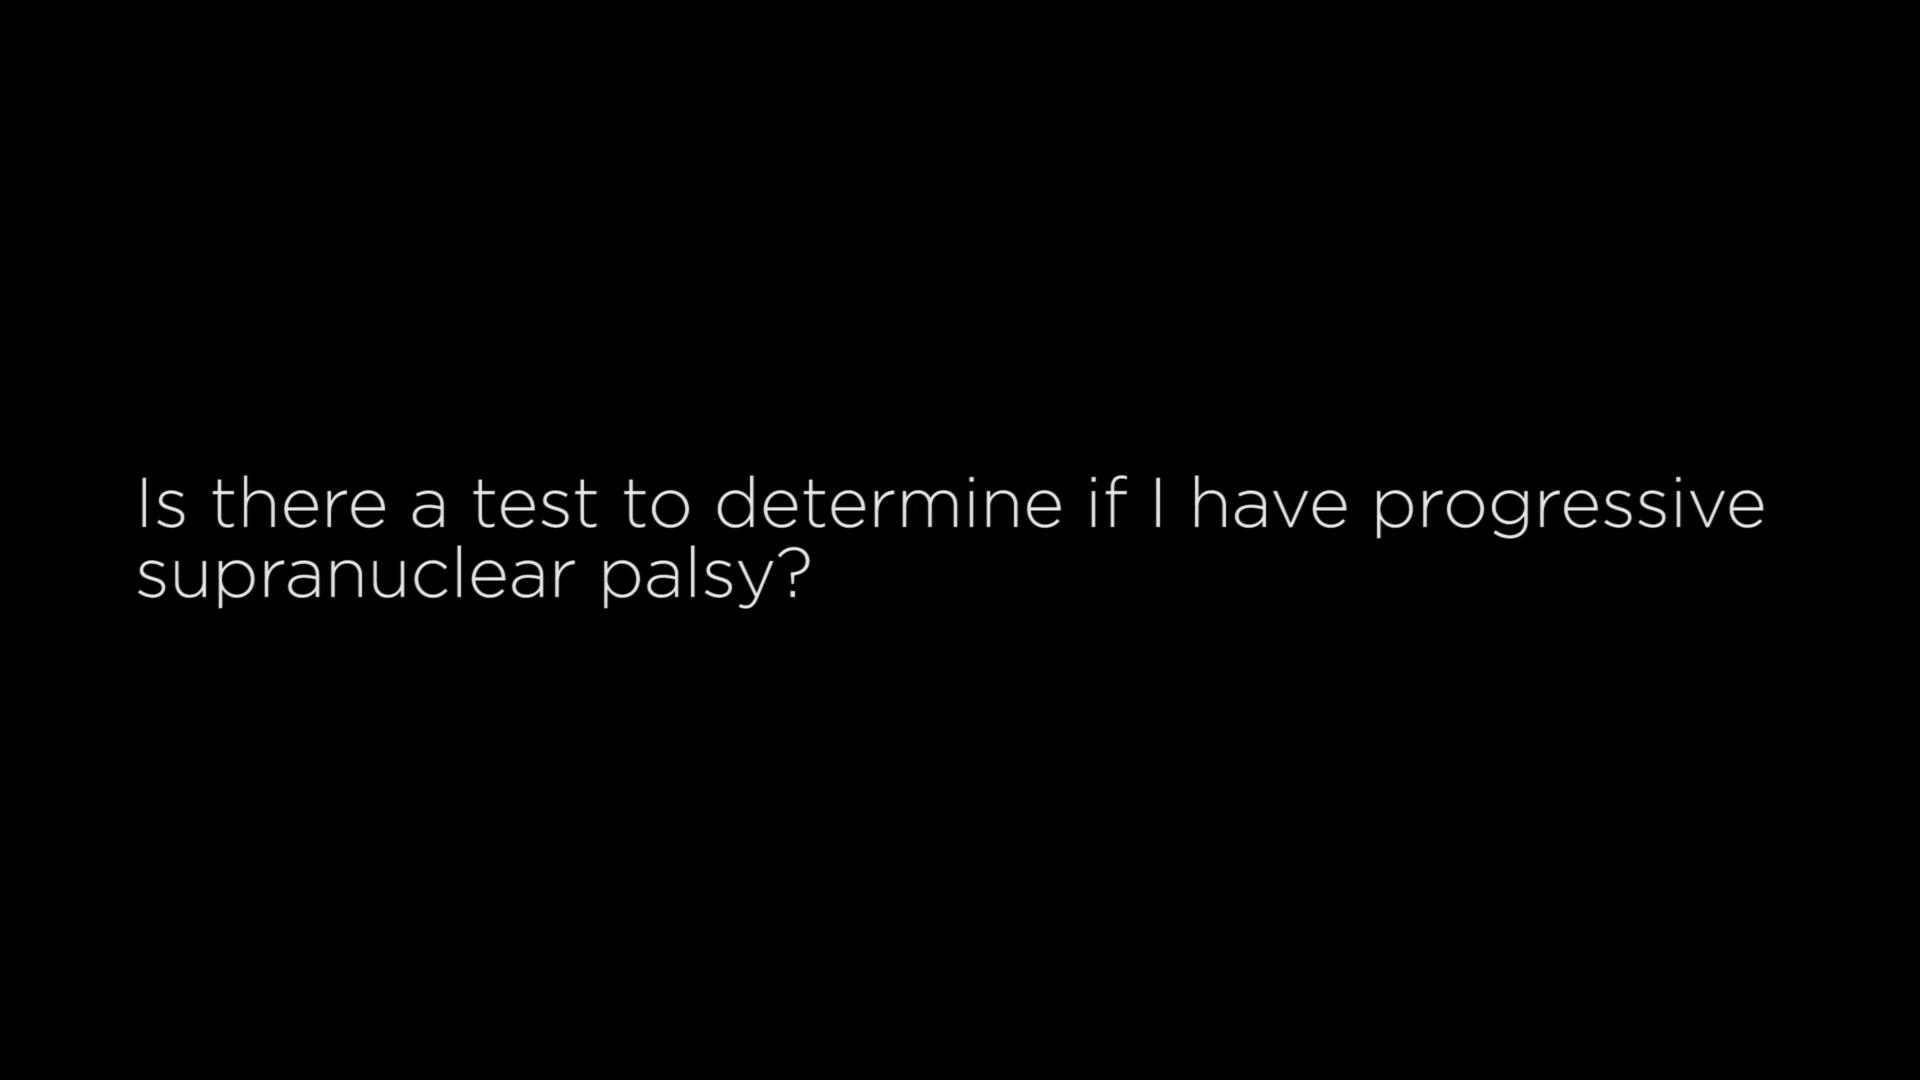 Is there a test to determine if I have progressive
supranuclear palsy?